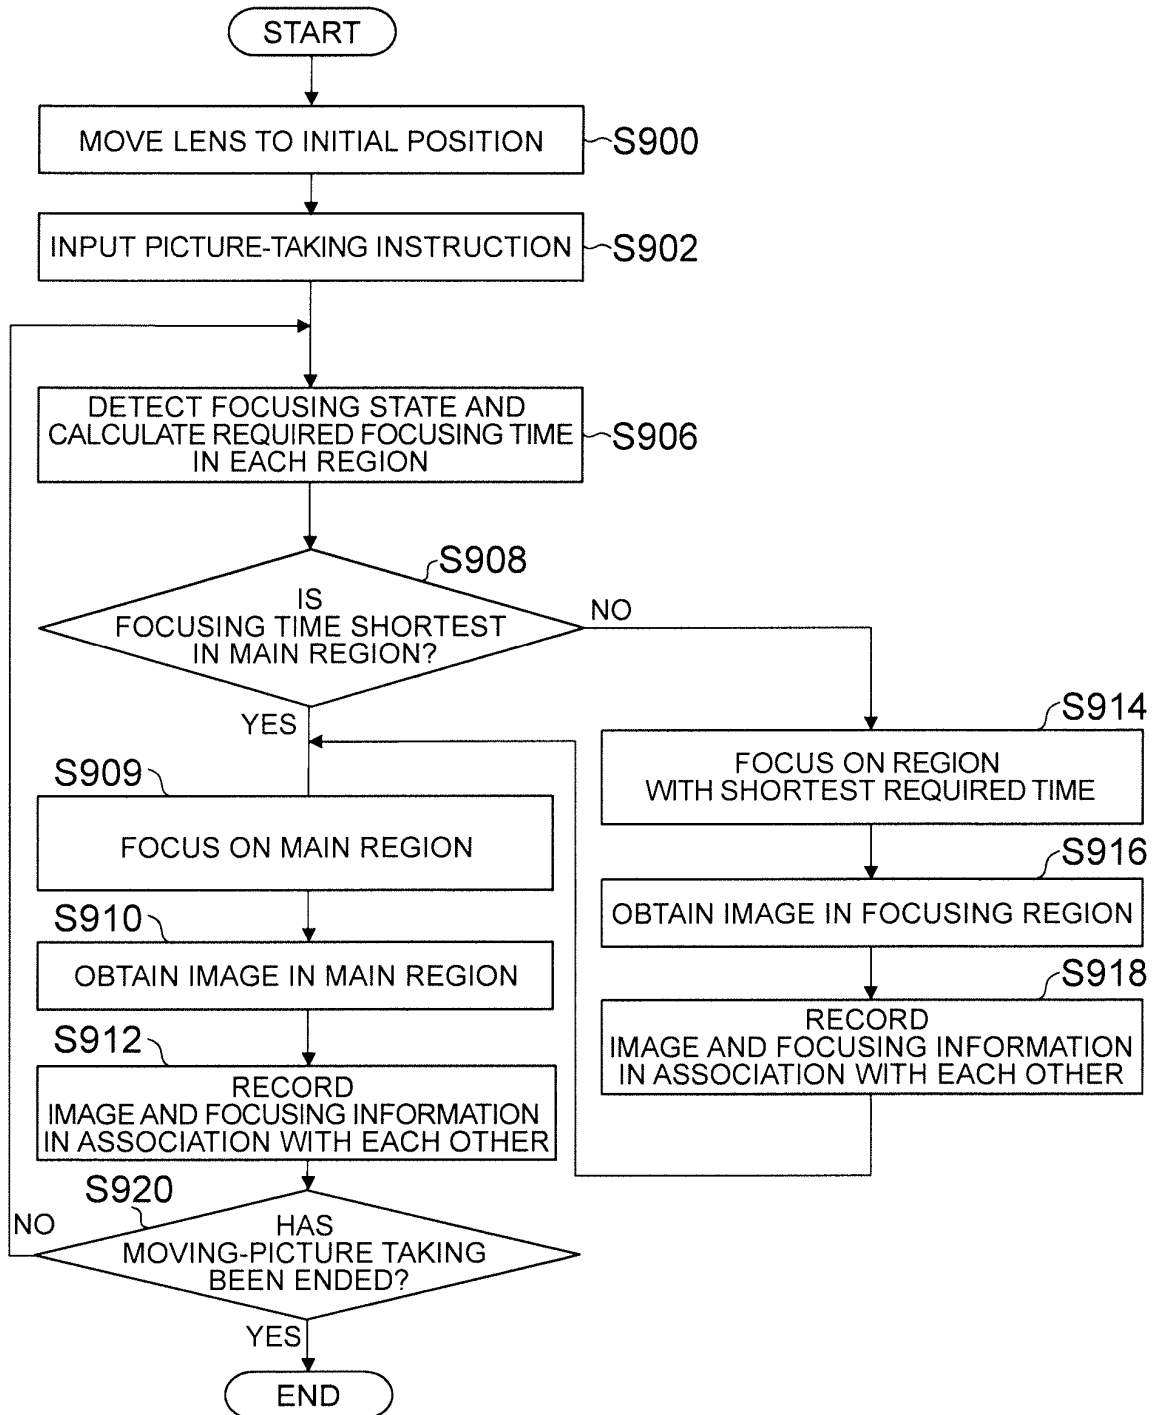 START
MOVE LENS TO INITIAL POSITION
S900
INPUT PICTURE-TAKING INSTRUCTION
S902
DETECT FOCUSING STATE AND
CALCULATE REQUIRED FOCUSING TIME
IN EACH REGION
S906
S908
IS
FOCUSING TIME SHORTEST
IN MAIN REGION?
NO
YES
S914
FOCUS ON REGION
WITH SHORTEST REQUIRED TIME
S909
FOCUS ON MAIN REGION
S916
OBTAIN IMAGE IN FOCUSING REGION
S910
OBTAIN IMAGE IN MAIN REGION
S918
RECORD
IMAGE AND FOCUSING INFORMATION
IN ASSOCIATION WITH EACH OTHER
S912
RECORD
IMAGE AND FOCUSING INFORMATION
IN ASSOCIATION WITH EACH OTHER
S920
NO
HAS
MOVING-PICTURE TAKING
BEEN ENDED?
YES
END